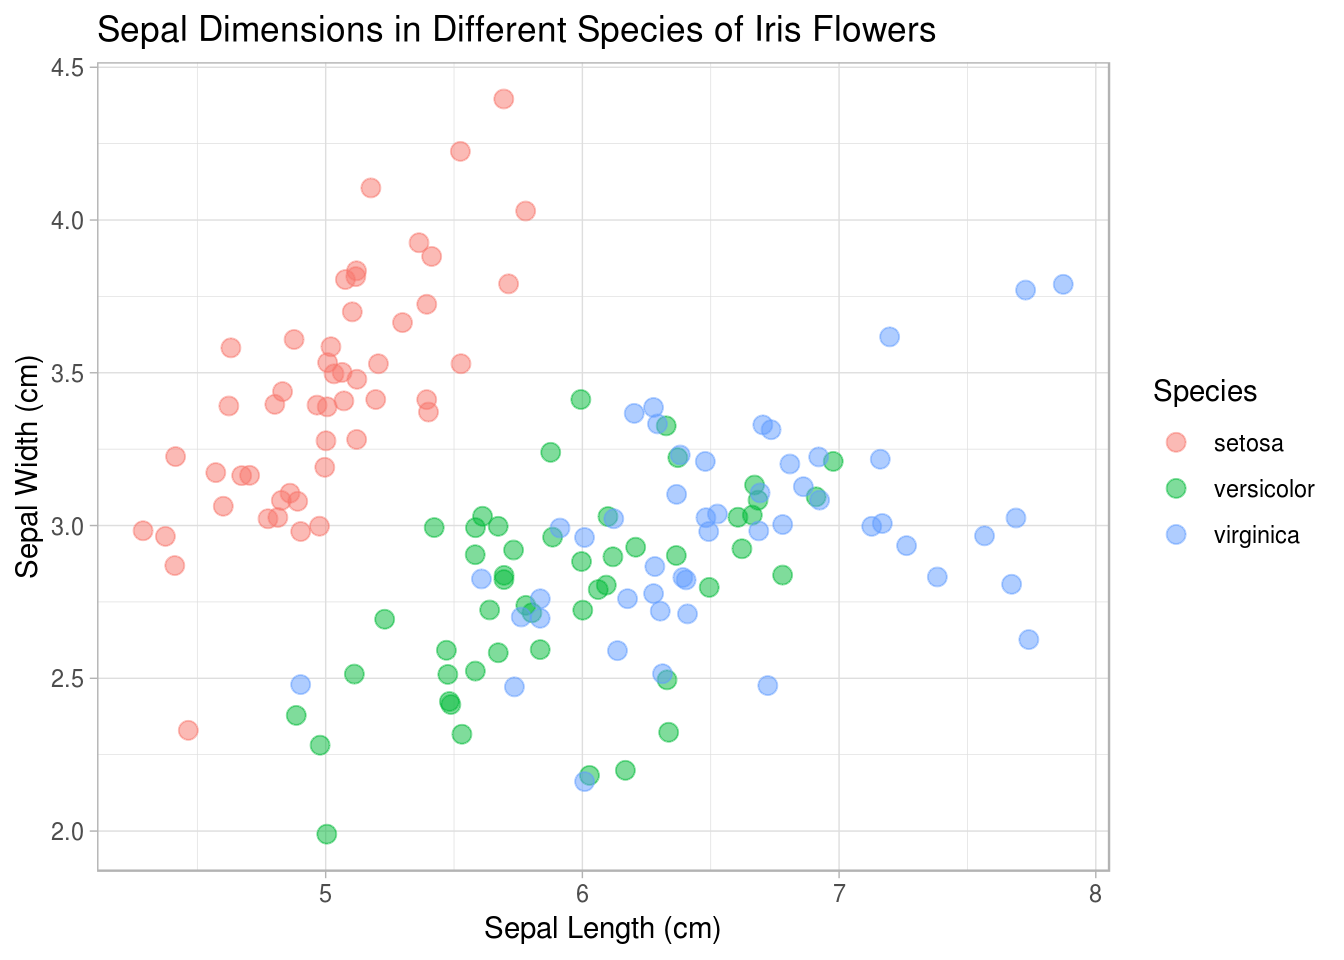 Sepal Dimensions in Different Species of Iris Flowers
4.5
4.0
3.5
3.0
2.5
2.0
Sepal Width (cm)
5 6 7 8
Sepal Length (cm)
Species
setosa
versicolor
virginica